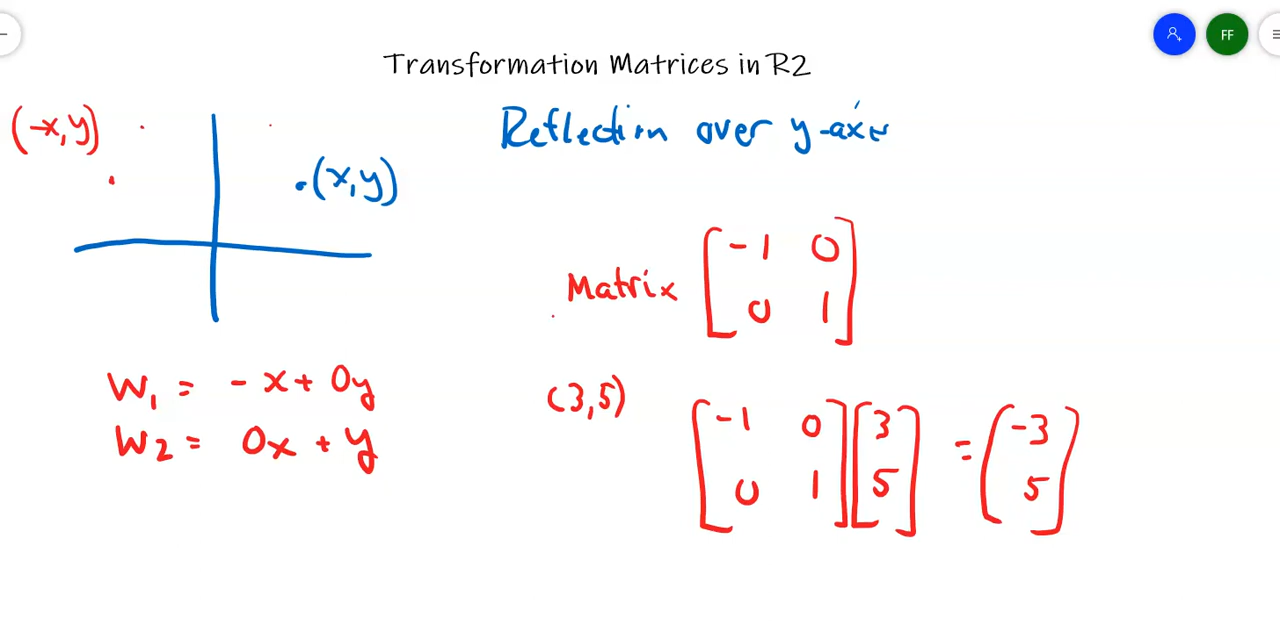 FF
Transformation Matrices in R2
Reflection over y-axis
(-x,y)
(x,y)
Matrix [-1 0
0 1]
W1 = -x + 0y
W2 = 0x + y
(3,5)
[-1 0 [3 = (-3
0 1] 5] 5)